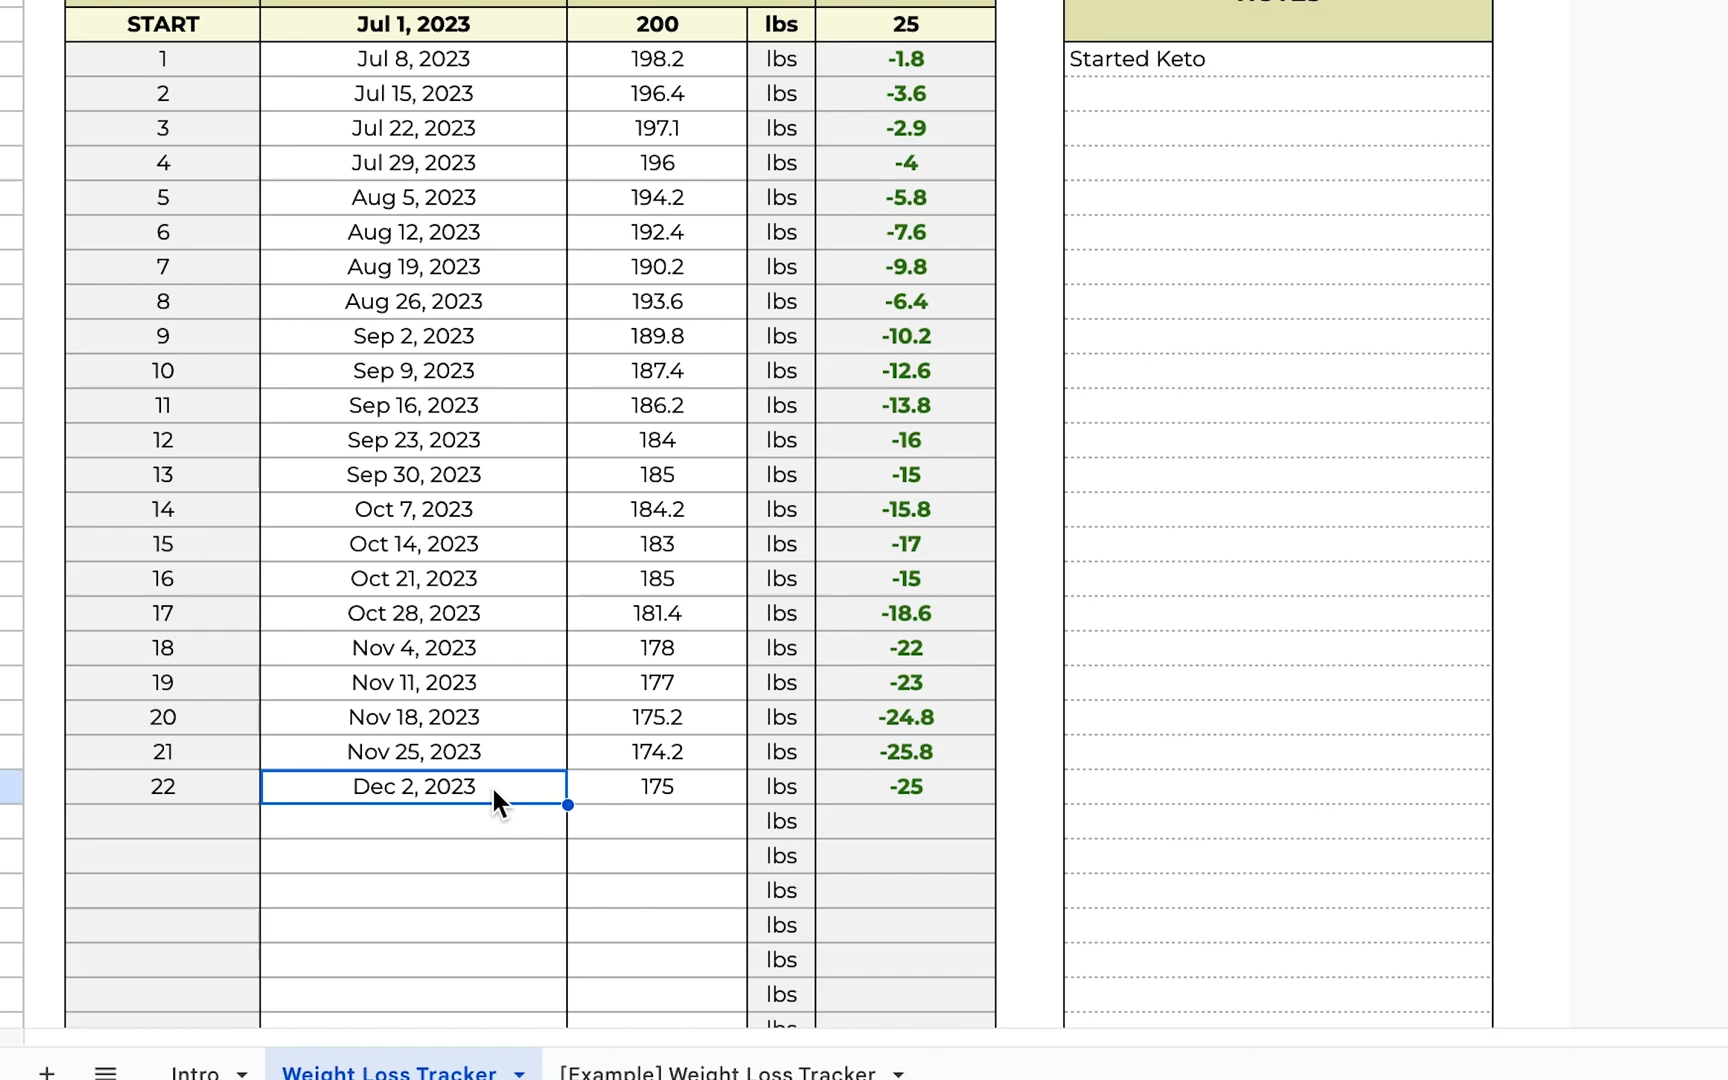 NOTES
START Jul 1, 2023 200 lbs 25
1 Jul 8, 2023 198.2 lbs -1.8 Started Keto
2 Jul 15, 2023 196.4 lbs -3.6
3 Jul 22, 2023 197.1 lbs -2.9
4 Jul 29, 2023 196 lbs -4
5 Aug 5, 2023 194.2 lbs -5.8
6 Aug 12, 2023 192.4 lbs -7.6
7 Aug 19, 2023 190.2 lbs -9.8
8 Aug 26, 2023 193.6 lbs -6.4
9 Sep 2, 2023 189.8 lbs -10.2
10 Sep 9, 2023 187.4 lbs -12.6
11 Sep 16, 2023 186.2 lbs -13.8
12 Sep 23, 2023 184 lbs -16
13 Sep 30, 2023 185 lbs -15
14 Oct 7, 2023 184.2 lbs -15.8
15 Oct 14, 2023 183 lbs -17
16 Oct 21, 2023 185 lbs -15
17 Oct 28, 2023 181.4 lbs -18.6
18 Nov 4, 2023 178 lbs -22
19 Nov 11, 2023 177 lbs -23
20 Nov 18, 2023 175.2 lbs -24.8
21 Nov 25, 2023 174.2 lbs -25.8
22 Dec 2, 2023 175 lbs -25
lbs
lbs
lbs
lbs
lbs
lbs
lbs
Intro Weight Loss Tracker [Example] Weight Loss Tracker